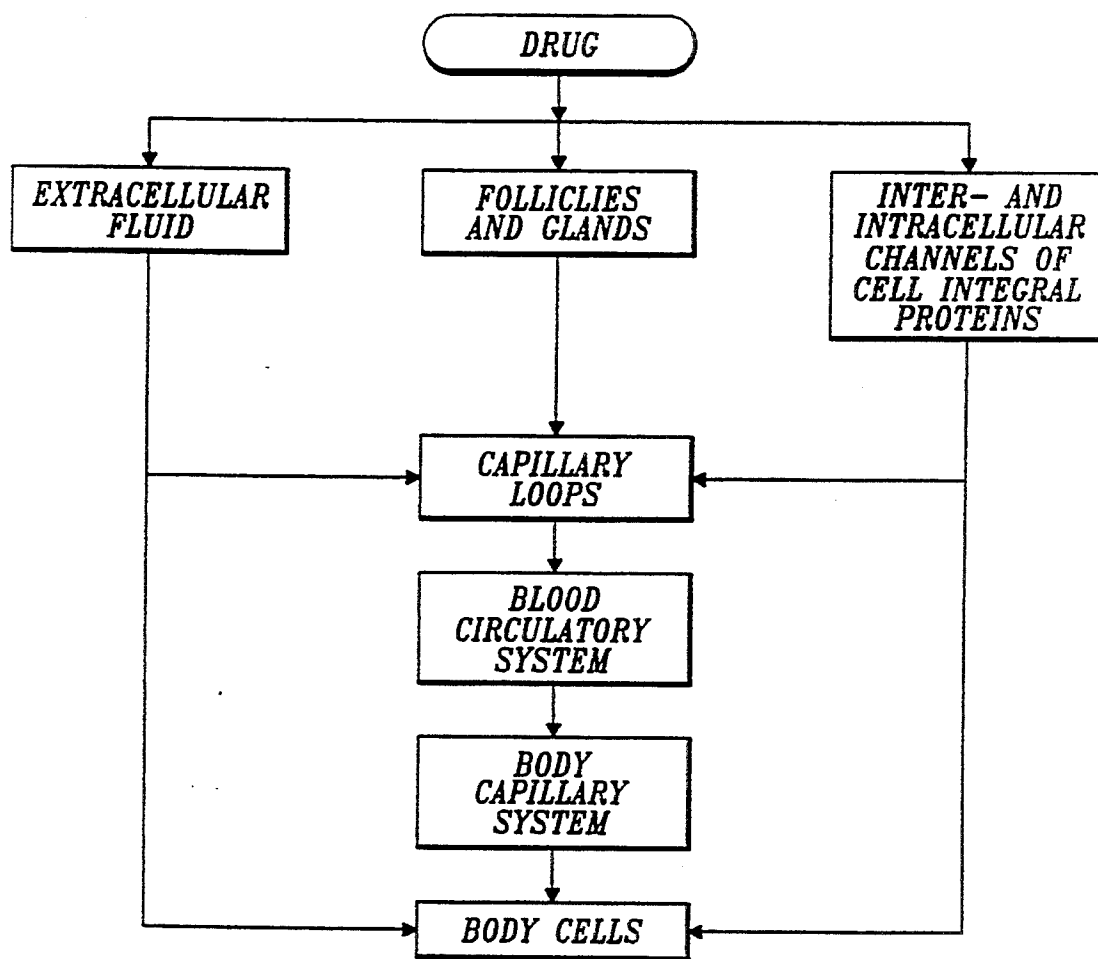 DRUG
EXTRACELLULAR
FLUID
FOLLICLIES
AND GLANDS
INTER- AND
INTRACELLULAR
CHANNELS OF
CELL INTEGRAL
PROTEINS
CAPILLARY
LOOPS
BLOOD
CIRCULATORY
SYSTEM
BODY
CAPILLARY
SYSTEM
BODY CELLS